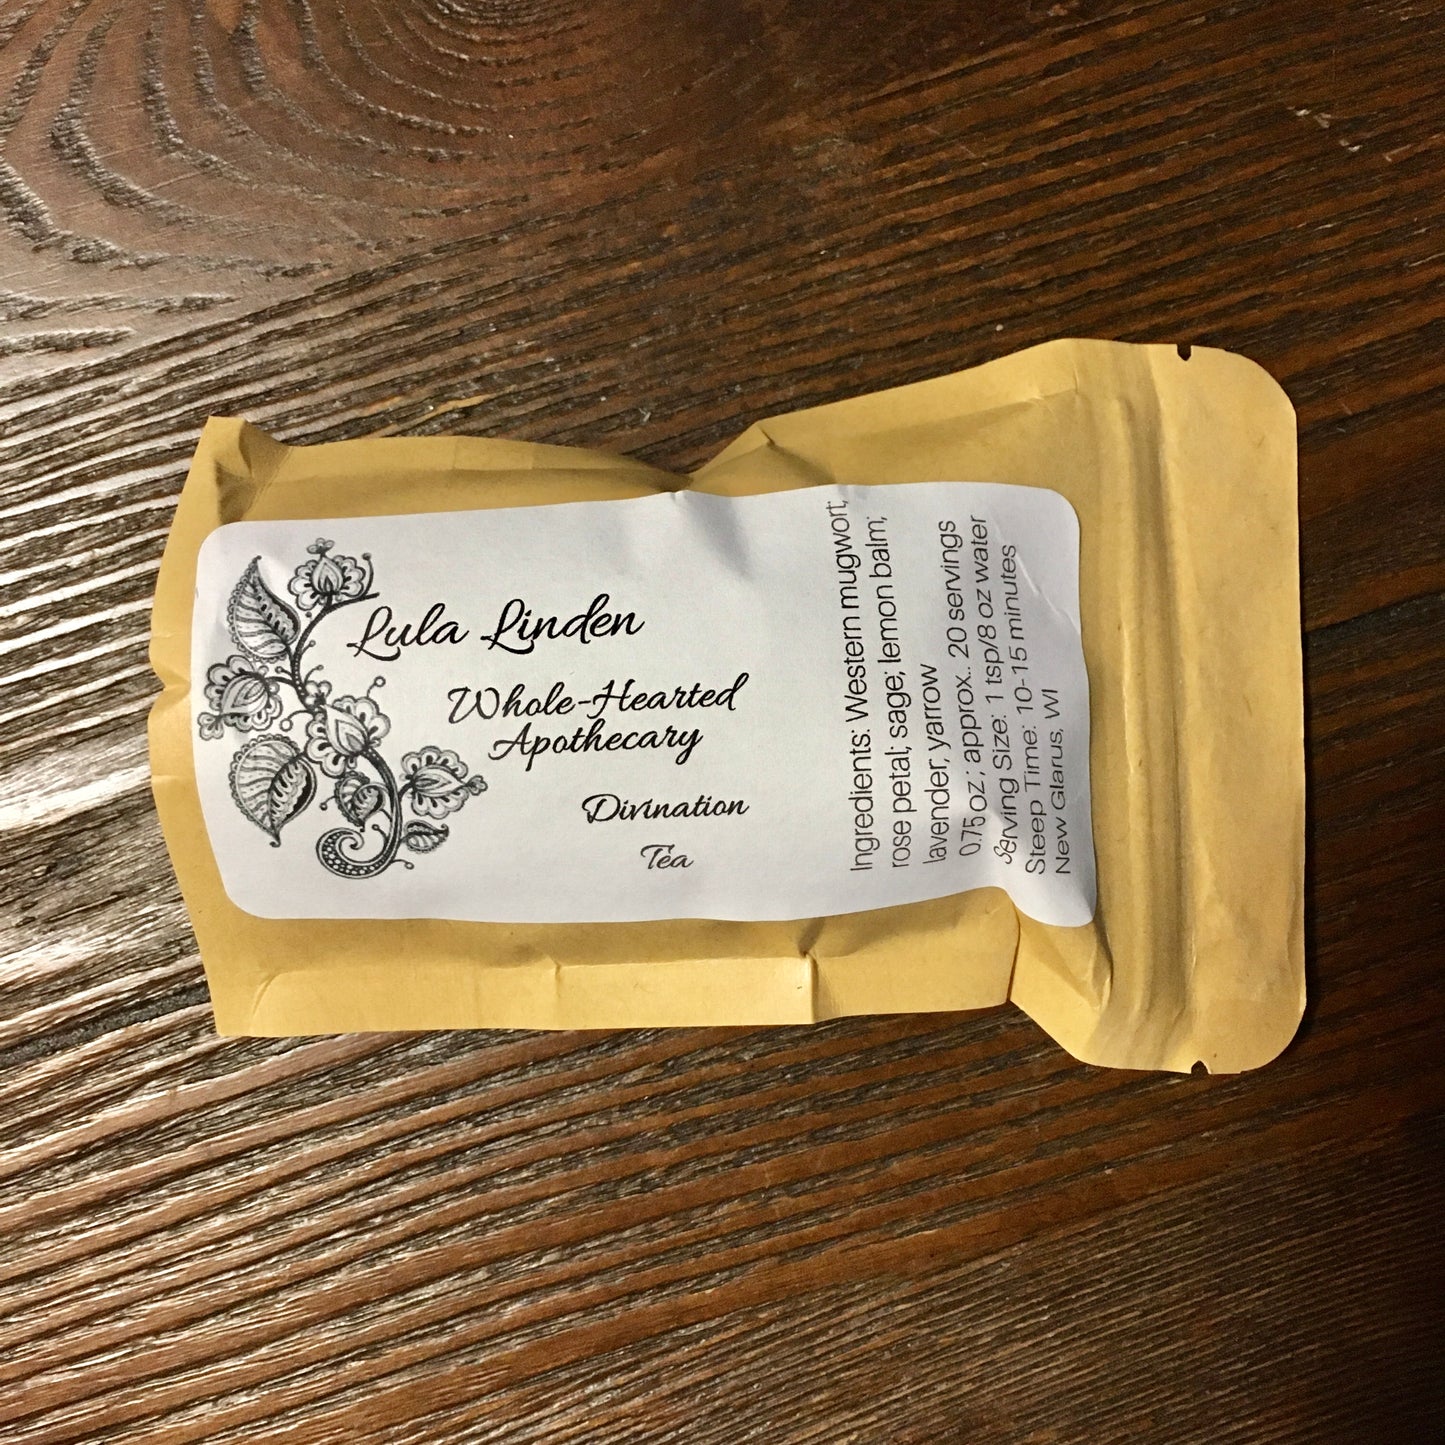 Lula Linden
Whole-Hearted
Apothecary
Divination
Tea
Ingredients: Western mugwort;
rose petal; sage; lemon balm;
lavender, yarrow
0.75 oz ; approx.. 20 servings
Serving Size: 1 tsp/8 oz water
Steep Time: 10-15 minutes
New Glarus, WI